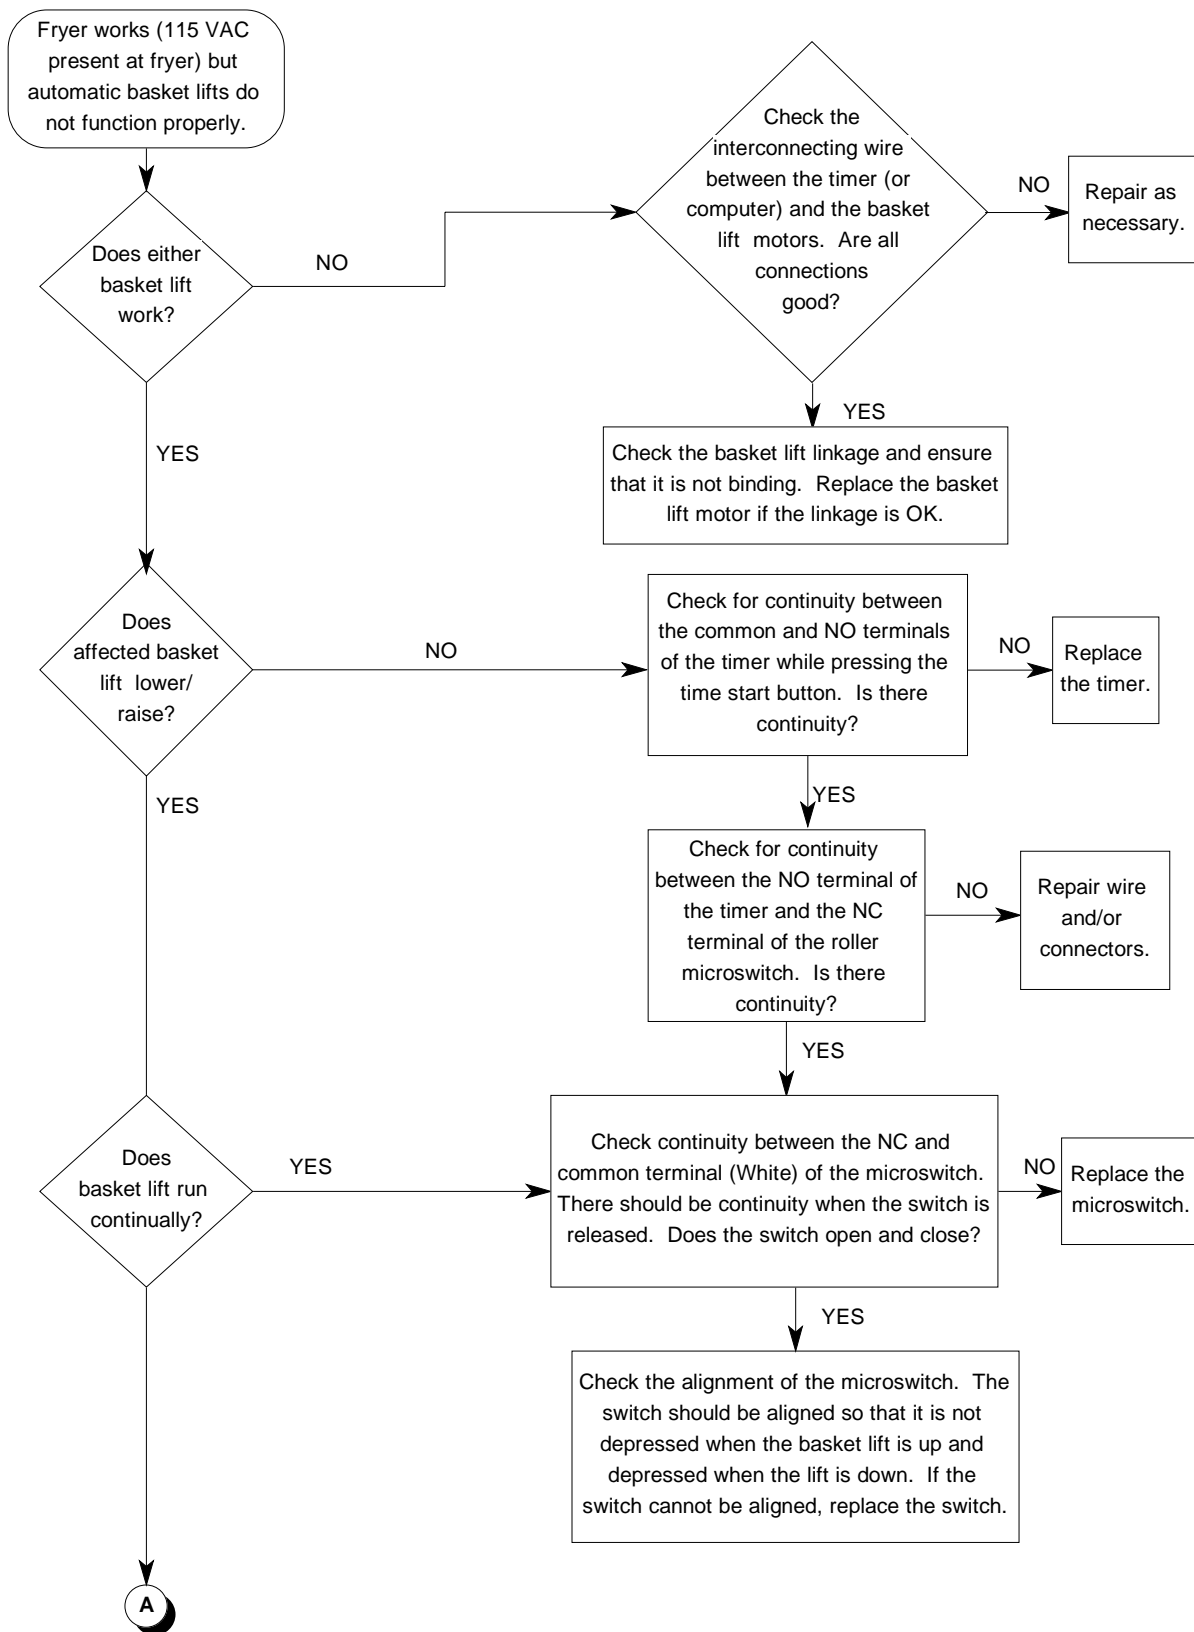 Fryer works (115 VAC
present at fryer) but
automatic basket lifts do
not function properly.
Does either
basket lift
work?
NO
Check the
interconnecting wire
between the timer (or
computer) and the basket
lift motors. Are all
connections
good?
NO
Repair as
necessary.
YES
YES
Check the basket lift linkage and ensure
that it is not binding. Replace the basket
lift motor if the linkage is OK.
Does
affected basket
lift lower/
raise?
NO
Check for continuity between
the common and NO terminals
of the timer while pressing the
time start button. Is there
continuity?
NO
Replace
the timer.
YES
YES
Check for continuity
between the NO terminal of
the timer and the NC
terminal of the roller
microswitch. Is there
continuity?
NO
Repair wire
and/or
connectors.
YES
Does
basket lift run
continually?
YES
Check continuity between the NC and
common terminal (White) of the microswitch.
There should be continuity when the switch is
released. Does the switch open and close?
NO
Replace the
microswitch.
YES
Check the alignment of the microswitch. The
switch should be aligned so that it is not
depressed when the basket lift is up and
depressed when the lift is down. If the
switch cannot be aligned, replace the switch.
A